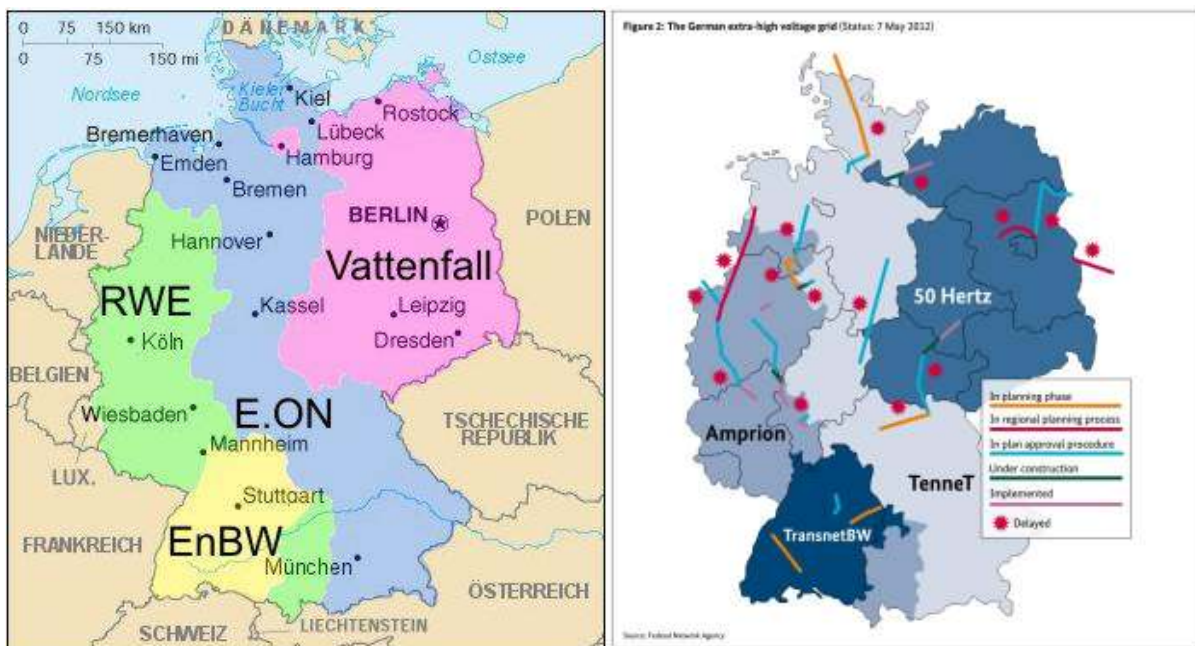 0 75 150 km
0 75 150 mi
DÄNEMARK
Ostsee
Nordsee
Kieler
Bucht
Kiel
Rostock
Lübeck
Bremerhaven
Hamburg
Emden
Bremen
BERLIN
POLEN
NIEDER-
LANDE
Hannover
Vattenfall
RWE
Kassel
Leipzig
Köln
Dresden
BELGIEN
Wiesbaden
E.ON
TSCHECHISCHE
REPUBLIK
Mannheim
LUX.
Stuttgart
FRANKREICH
EnBW
München
ÖSTERREICH
SCHWEIZ
LIECHTENSTEIN
Figure 2: The German extra-high voltage grid (Status: 7 May 2012)
50 Hertz
Amprion
TenneT
TransnetBW
In planning phase
In regional planning process
In plan approval procedure
Under construction
Implemented
Delayed
Source: Federal Network Agency